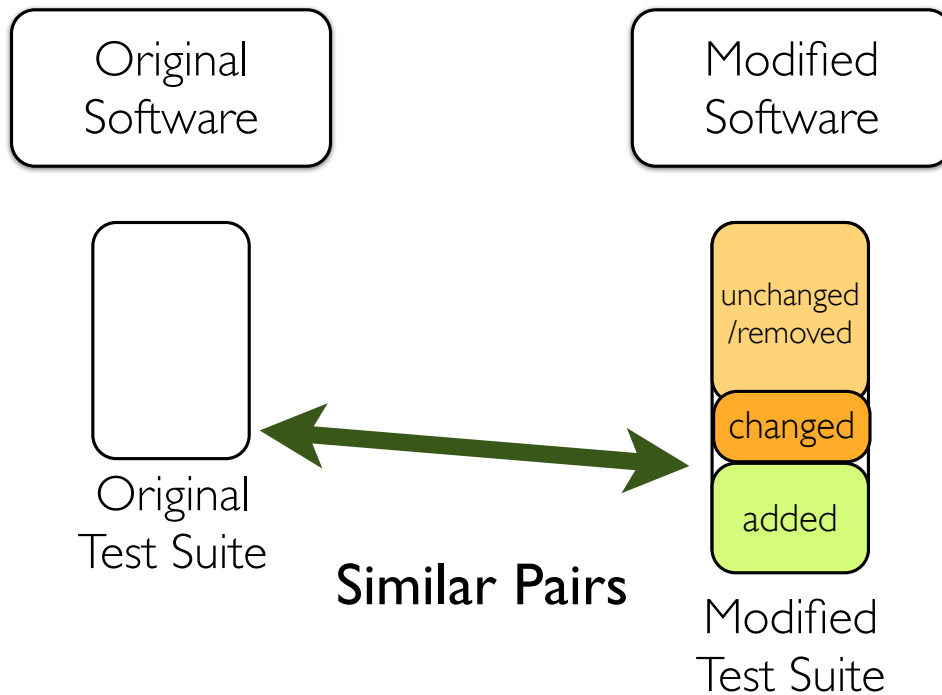 Original
Software
Modified
Software
unchanged
/removed
changed
added
Original
Test Suite
Similar Pairs
Modified
Test Suite